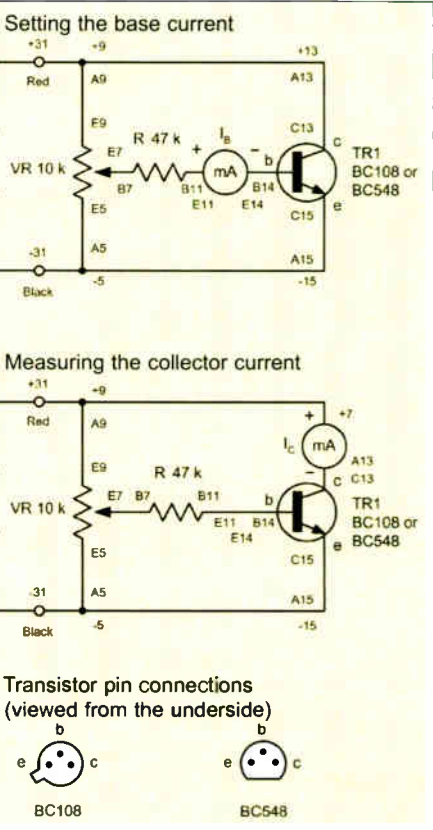 Setting the base current
+31 +9 +13
Red A9 A13
E9 C13 c
R 47 k I_B
E7 + − b TR1
VR 10 k mA BC108 or
B7 B11 B14 BC548
E11 E14
E5 C15 e
-31 A5 A15
Black -5 -15
Measuring the collector current
+31 +9 + +7
Red A9 I_C mA
A13
E9 − c C13
R 47 k
VR 10 k E7 B7 B11 b TR1
E11 B14 BC108 or
E14 BC548
E5 C15 e
-31 A5 A15
Black -5 -15
Transistor pin connections
(viewed from the underside)
b b
e c e c
BC108 BC548